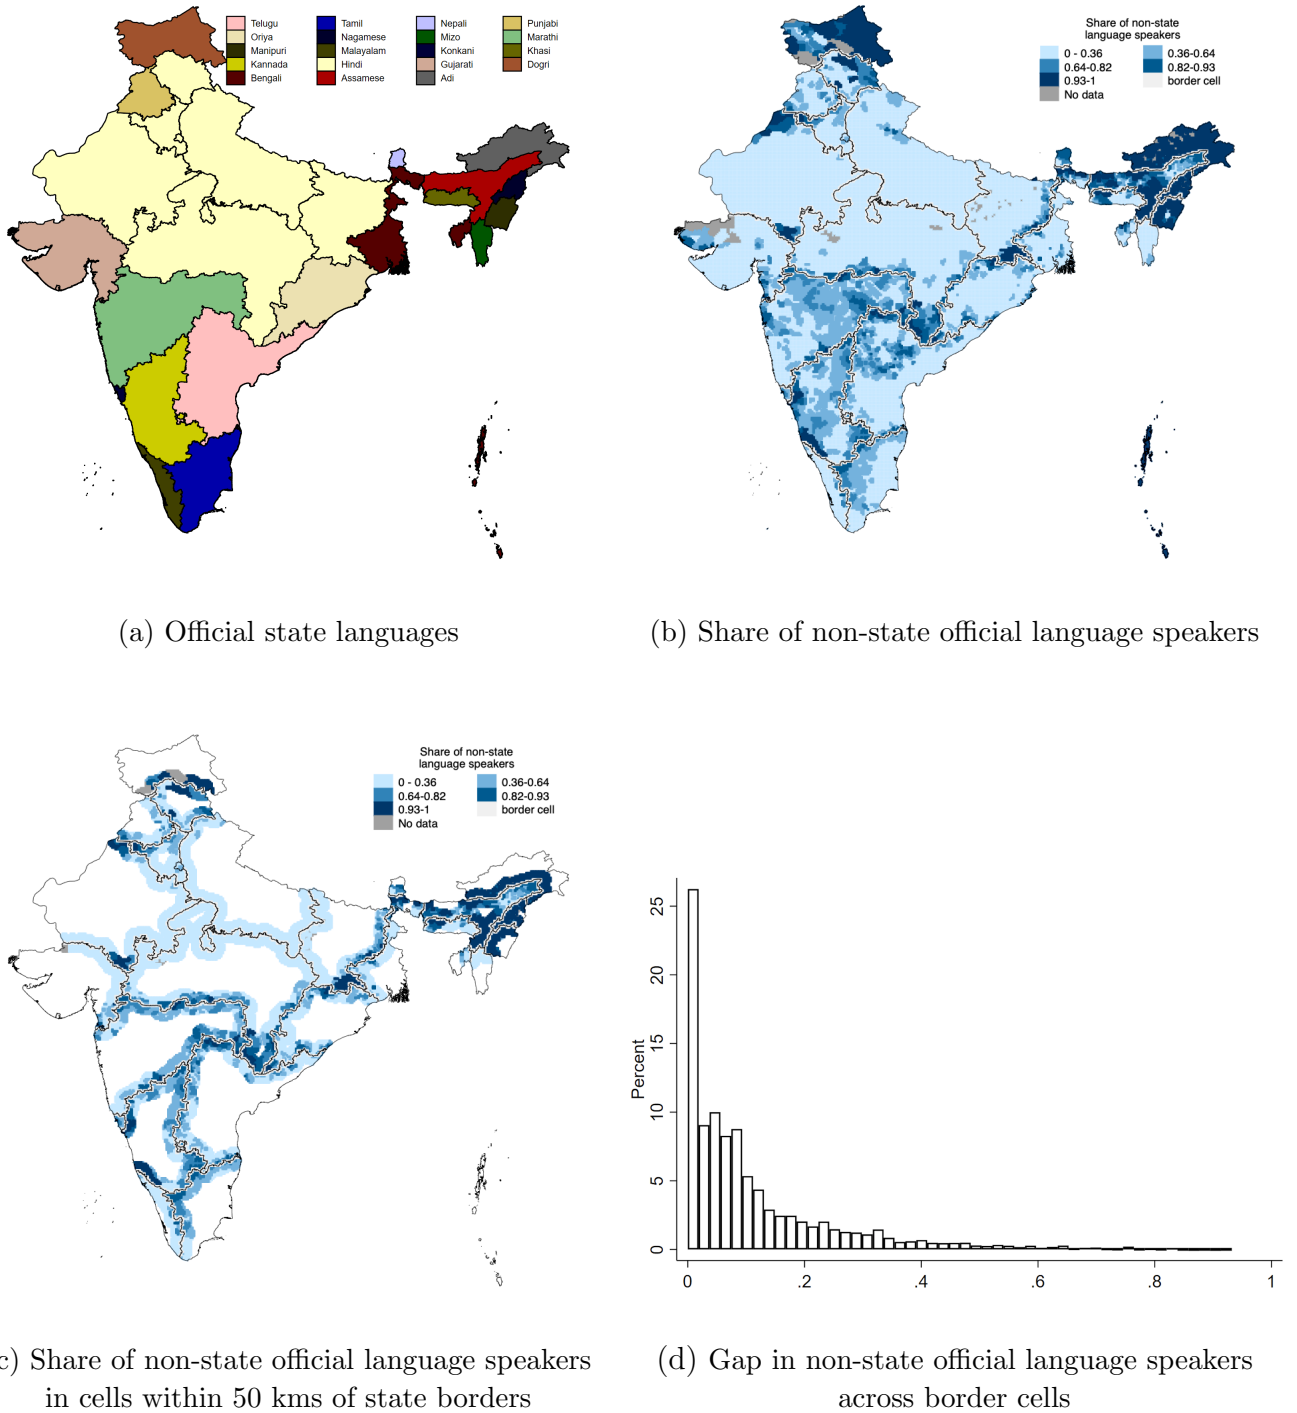 Telugu
Oriya
Manipuri
Kannada
Bengali
Tamil
Nagamese
Malayalam
Hindi
Assamese
Nepali
Mizo
Konkani
Gujarati
Adi
Punjabi
Marathi
Khasi
Dogri
Share of non-state
language speakers
0 - 0.36
0.64-0.82
0.93-1
No data
0.36-0.64
0.82-0.93
border cell
(a) Official state languages
(b) Share of non-state official language speakers
Share of non-state
language speakers
0 - 0.36
0.64-0.82
0.93-1
No data
0.36-0.64
0.82-0.93
border cell
Percent
25
20
15
10
5
0
0
.2
.4
.6
.8
1
c) Share of non-state official language speakers
in cells within 50 kms of state borders
(d) Gap in non-state official language speakers
across border cells